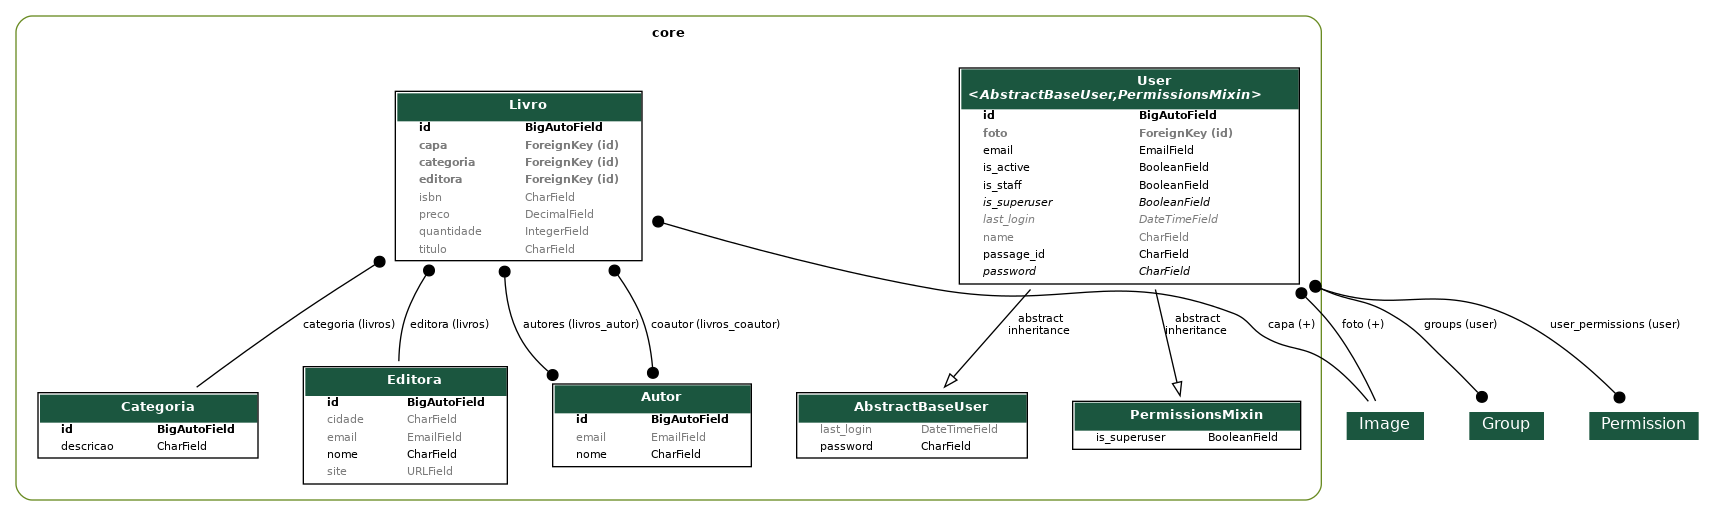 core
Livro
id BigAutoField
capa ForeignKey (id)
categoria ForeignKey (id)
editora ForeignKey (id)
isbn CharField
preco DecimalField
quantidade IntegerField
titulo CharField
User
<AbstractBaseUser,PermissionsMixin>
id BigAutoField
foto ForeignKey (id)
email EmailField
is_active BooleanField
is_staff BooleanField
is_superuser BooleanField
last_login DateTimeField
name CharField
passage_id CharField
password CharField
categoria (livros)
editora (livros)
autores (livros_autor)
coautor (livros_coautor)
abstract
inheritance
abstract
inheritance
capa (+)
foto (+)
groups (user)
user_permissions (user)
Categoria
id BigAutoField
descricao CharField
Editora
id BigAutoField
cidade CharField
email EmailField
nome CharField
site URLField
Autor
id BigAutoField
email EmailField
nome CharField
AbstractBaseUser
last_login DateTimeField
password CharField
PermissionsMixin
is_superuser BooleanField
Image
Group
Permission